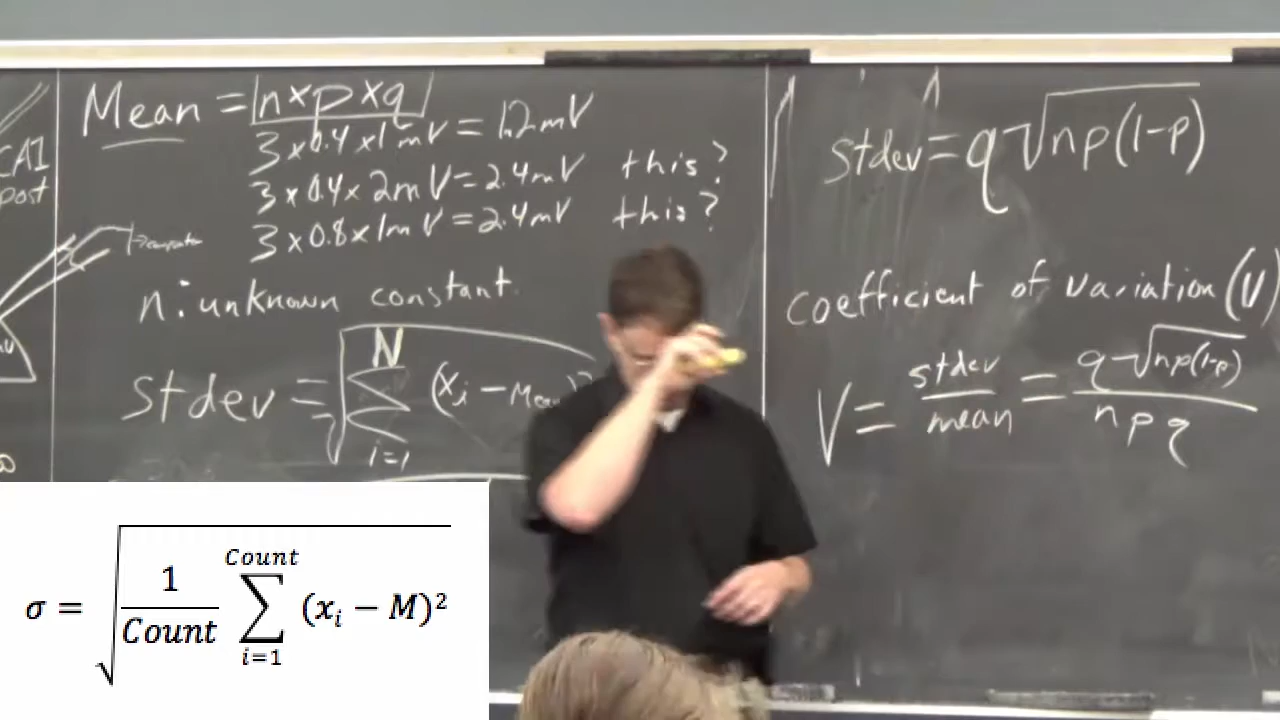 CA1
post
Mean = n×p×q
3×0.4×1mV = 1.2mV
3×0.4×2mV = 2.4mV this?
3×0.8×1mV = 2.4mV this?
n: unknown constant.
stdev = √ N Σ i=1 (xi - Mean)
stdev = q√np(1-p)
coefficient of variation (V)
V = stdev/mean = q√np(1-p)/npq
σ = √ 1/Count Count Σ i=1 (xi − M)²